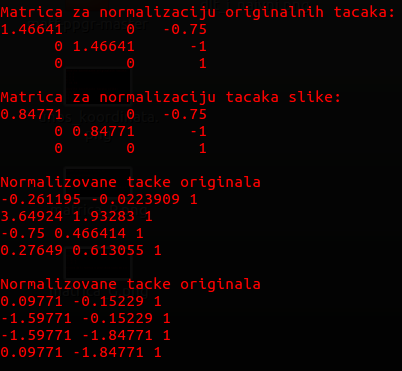 Matrica za normalizaciju originalnih tacaka:
1.46641 0 -0.75
0 1.46641 -1
0 0 1
Matrica za normalizaciju tacaka slike:
0.84771 0 -0.75
0 0.84771 -1
0 0 1
Normalizovane tacke originala
-0.261195 -0.0223909 1
3.64924 1.93283 1
-0.75 0.466414 1
0.27649 0.613055 1
Normalizovane tacke originala
0.09771 -0.15229 1
-1.59771 -0.15229 1
-1.59771 -1.84771 1
0.09771 -1.84771 1